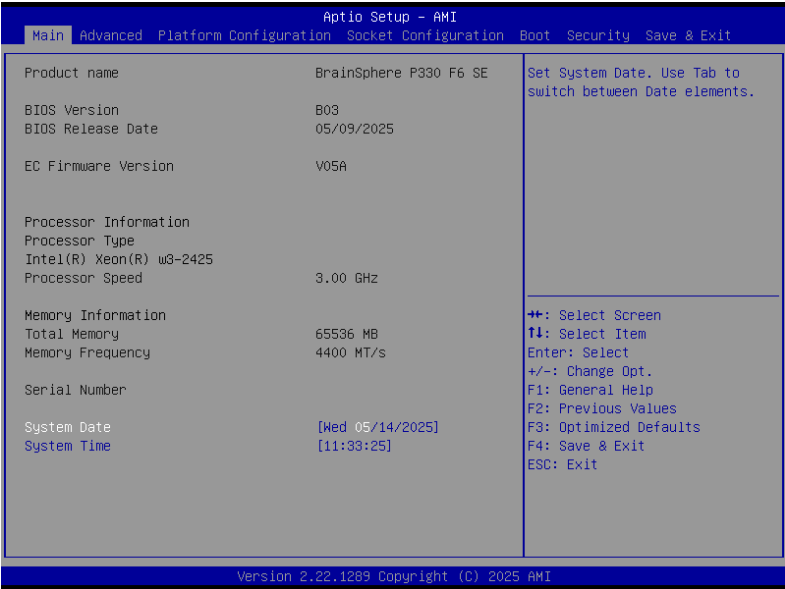 Aptio Setup – AMI
Main Advanced Platform Configuration Socket Configuration Boot Security Save & Exit
Product name BrainSphere P330 F6 SE
BIOS Version B03
BIOS Release Date 05/09/2025
EC Firmware Version V05A
Processor Information
Processor Type
Intel(R) Xeon(R) w3-2425
Processor Speed 3.00 GHz
Memory Information
Total Memory 65536 MB
Memory Frequency 4400 MT/s
Serial Number
System Date [Wed 05/14/2025]
System Time [11:33:25]
Set System Date. Use Tab to
switch between Date elements.
→←: Select Screen
↑↓: Select Item
Enter: Select
+/-: Change Opt.
F1: General Help
F2: Previous Values
F3: Optimized Defaults
F4: Save & Exit
ESC: Exit
Version 2.22.1289 Copyright (C) 2025 AMI